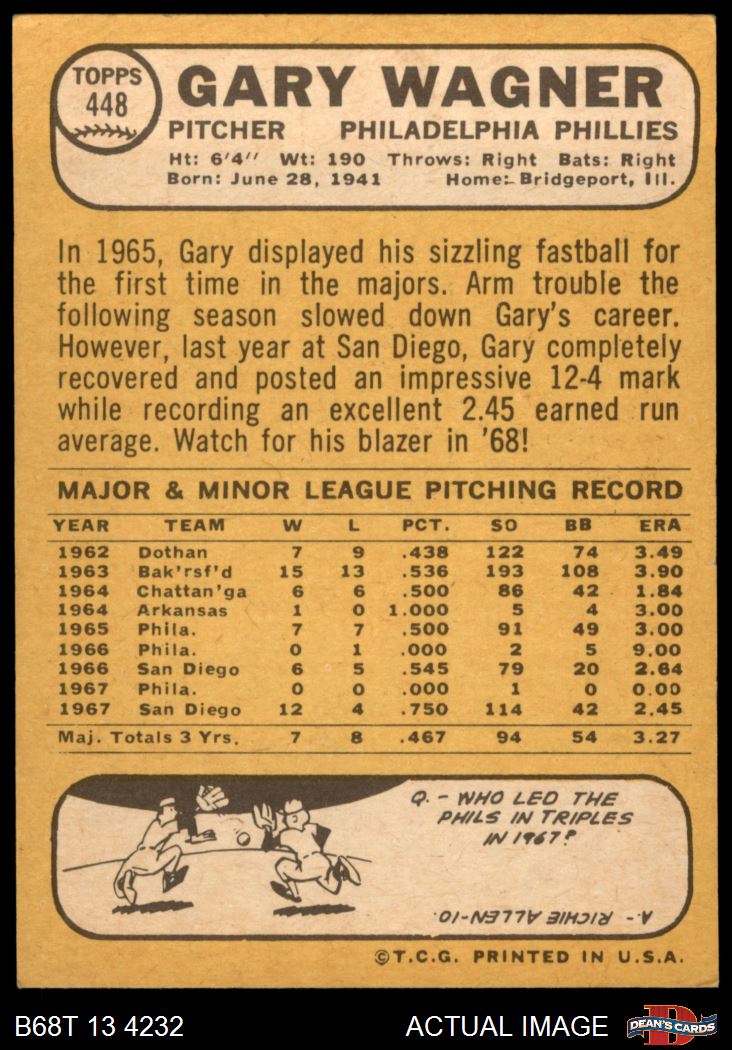 TOPPS
448
GARY WAGNER
PITCHER PHILADELPHIA PHILLIES
Ht: 6'4" Wt: 190 Throws: Right Bats: Right
Born: June 28, 1941 Home: Bridgeport, Ill.
In 1965, Gary displayed his sizzling fastball for
the first time in the majors. Arm trouble the
following season slowed down Gary's career.
However, last year at San Diego, Gary completely
recovered and posted an impressive 12-4 mark
while recording an excellent 2.45 earned run
average. Watch for his blazer in '68!
MAJOR & MINOR LEAGUE PITCHING RECORD
YEAR TEAM W L PCT. SO BB ERA
1962 Dothan 7 9 .438 122 74 3.49
1963 Bak'rsf'd 15 13 .536 193 108 3.90
1964 Chattan'ga 6 6 .500 86 42 1.84
1964 Arkansas 1 0 1.000 5 4 3.00
1965 Phila. 7 7 .500 91 49 3.00
1966 Phila. 0 1 .000 2 5 9.00
1966 San Diego 6 5 .545 79 20 2.64
1967 Phila. 0 0 .000 1 0 0.00
1967 San Diego 12 4 .750 114 42 2.45
Maj. Totals 3 Yrs. 7 8 .467 94 54 3.27
Q. - WHO LED THE
PHILS IN TRIPLES
IN 1967?
A - RICHIE ALLEN-10.
©T.C.G. PRINTED IN U.S.A.
B68T 13 4232 ACTUAL IMAGE
D
DEAN'S CARDS